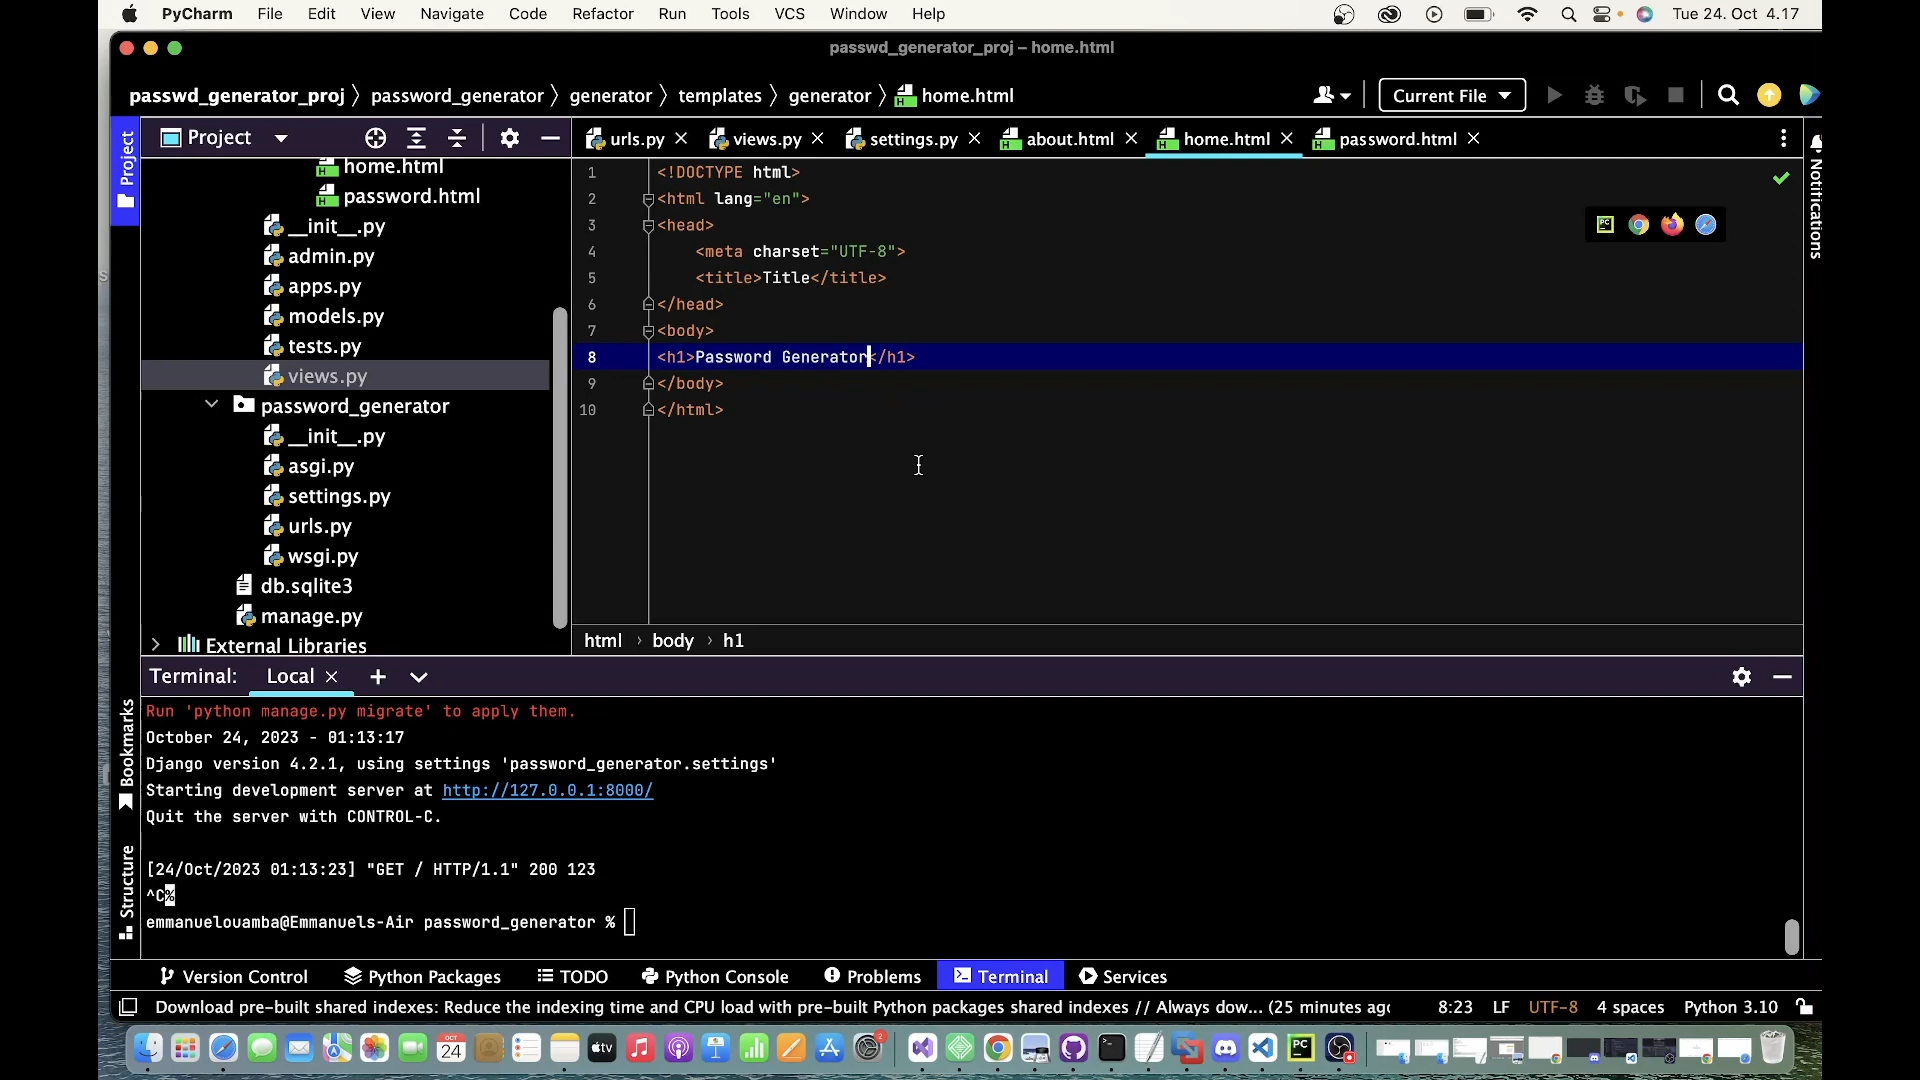 PyCharm File Edit View Navigate Code Refactor Run Tools VCS Window Help Tue 24. Oct 4.17
passwd_generator_proj – home.html
passwd_generator_proj password_generator generator templates generator home.html Current File
Project
urls.py views.py settings.py about.html home.html password.html
Project
Notifications
home.html
password.html
__init__.py
admin.py
apps.py
models.py
tests.py
views.py
password_generator
__init__.py
asgi.py
settings.py
urls.py
wsgi.py
db.sqlite3
manage.py
External Libraries
1 <!DOCTYPE html>
2 <html lang="en">
3 <head>
4 <meta charset="UTF-8">
5 <title>Title</title>
6 </head>
7 <body>
8 <h1>Password Generator</h1>
9 </body>
10 </html>
html › body › h1
Terminal: Local
Run 'python manage.py migrate' to apply them.
October 24, 2023 - 01:13:17
Django version 4.2.1, using settings 'password_generator.settings'
Starting development server at http://127.0.0.1:8000/
Quit the server with CONTROL-C.
[24/Oct/2023 01:13:23] "GET / HTTP/1.1" 200 123
^C%
emmanuelouamba@Emmanuels-Air password_generator %
Bookmarks
Structure
Version Control Python Packages TODO Python Console Problems Terminal Services
Download pre-built shared indexes: Reduce the indexing time and CPU load with pre-built Python packages shared indexes // Always dow... (25 minutes ago 8:23 LF UTF-8 4 spaces Python 3.10
OCT
24
tv
2
PC